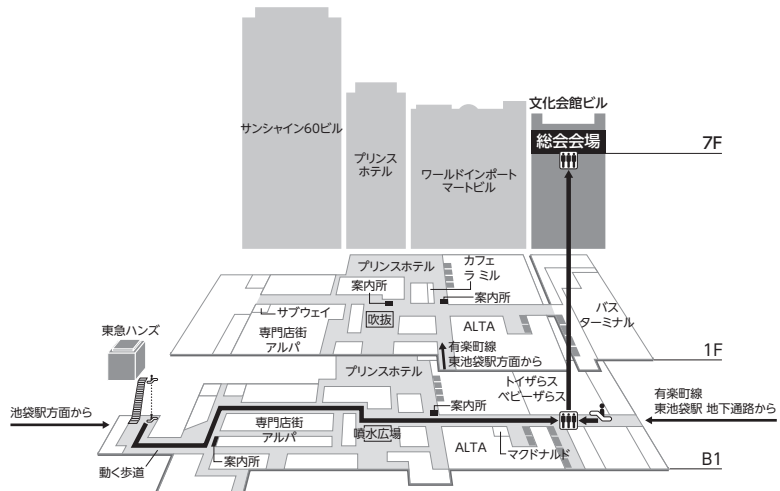 文化会館ビル
サンシャイン60ビル
総会会場
7F
プリンス
ホテル
ワールドインポート
マートビル
プリンスホテル
カフェ
ラ ミル
案内所
案内所
サブウェイ
バス
ターミナル
吹抜
東急ハンズ
専門店街
アルパ
ALTA
有楽町線
東池袋駅方面から
1F
プリンスホテル
トイザらス
ベビーザらス
池袋駅方面から
案内所
有楽町線
東池袋駅 地下通路から
専門店街
アルパ
噴水広場
ALTA
マクドナルド
動く歩道
案内所
B1